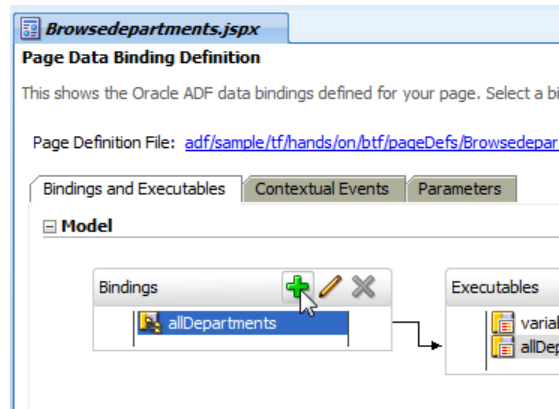 Browsedepartments.jspx
Page Data Binding Definition
This shows the Oracle ADF data bindings defined for your page. Select a bi
Page Definition File: adf/sample/tf/hands/on/btf/pageDefs/Browsedepar
Bindings and Executables Contextual Events Parameters
Model
Bindings Executables
allDepartments variab
allDep